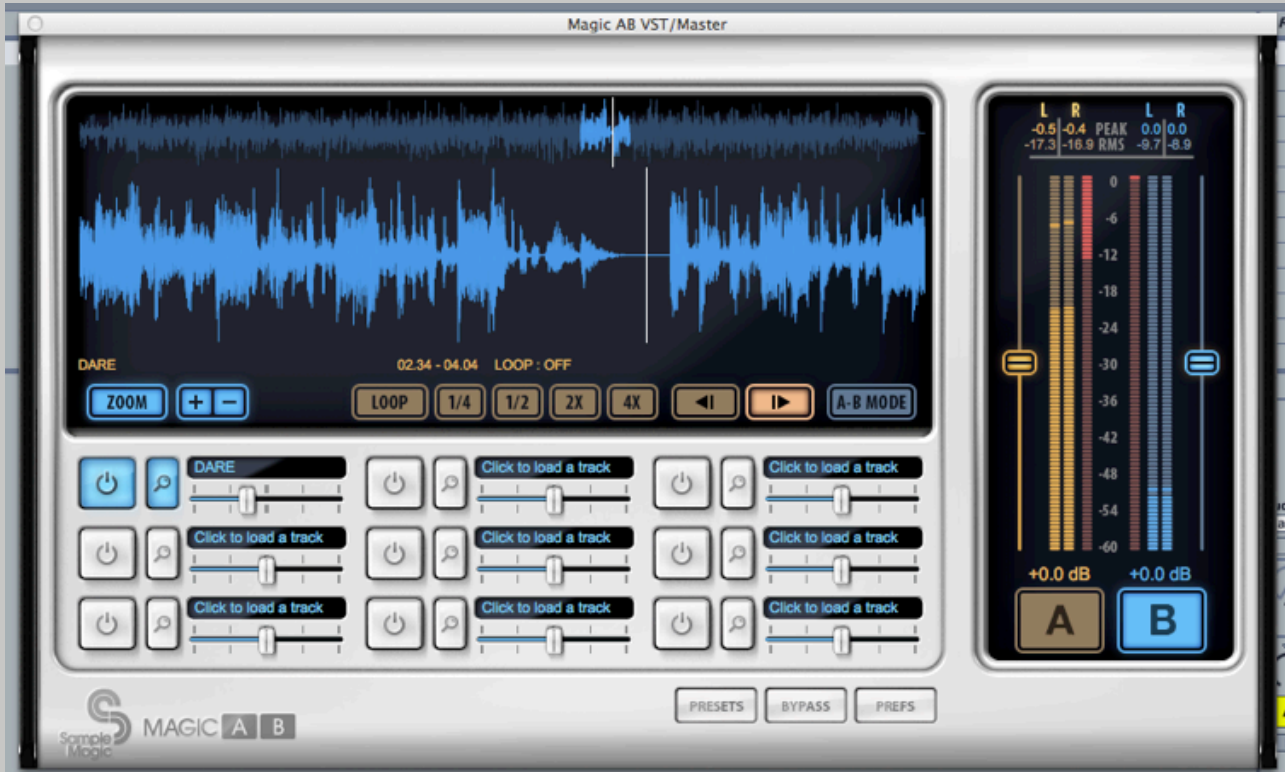 Magic AB VST/Master
L R L R
-0.5 -0.4 PEAK 0.0 0.0
-17.3 -16.9 RMS -9.7 -8.9
0
-6
-12
-18
-24
-30
-36
-42
-48
-54
-60
+0.0 dB +0.0 dB
A B
DARE 02.34 - 04.04 LOOP : OFF
ZOOM + − LOOP 1/4 1/2 2X 4X A-B MODE
DARE Click to load a track Click to load a track
Click to load a track Click to load a track Click to load a track
Click to load a track Click to load a track Click to load a track
PRESETS BYPASS PREFS
Sample Magic
MAGIC A B